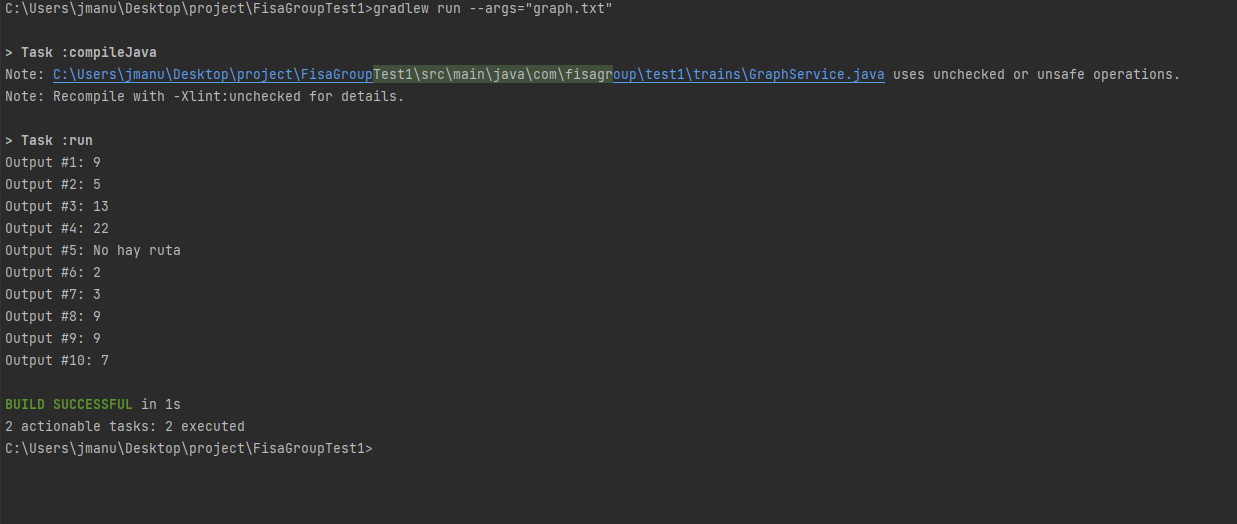 C:\Users\jmanu\Desktop\project\FisaGroupTest1>gradlew run --args="graph.txt"
> Task :compileJava
Note: C:\Users\jmanu\Desktop\project\FisaGroupTest1\src\main\java\com\fisagroup\test1\trains\GraphService.java uses unchecked or unsafe operations.
Note: Recompile with -Xlint:unchecked for details.
> Task :run
Output #1: 9
Output #2: 5
Output #3: 13
Output #4: 22
Output #5: No hay ruta
Output #6: 2
Output #7: 3
Output #8: 9
Output #9: 9
Output #10: 7
BUILD SUCCESSFUL in 1s
2 actionable tasks: 2 executed
C:\Users\jmanu\Desktop\project\FisaGroupTest1>